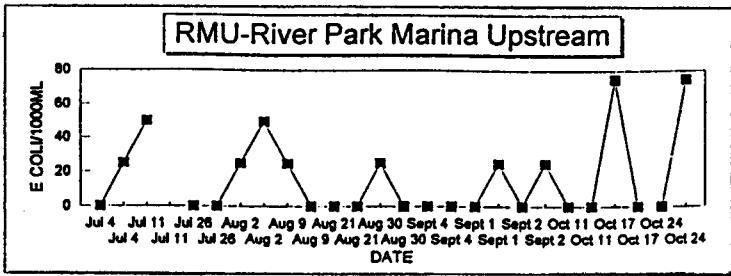 RMU-River Park Marina Upstream
80
60
40
20
0
E COLI/1000ML
Jul 4 Jul 11 Jul 26 Aug 2 Aug 9 Aug 21 Aug 30 Sept 4 Sept 1 Sept 2 Oct 11 Oct 17 Oct 24
Jul 4 Jul 11 Jul 26 Aug 2 Aug 9 Aug 21 Aug 30 Sept 4 Sept 1 Sept 2 Oct 11 Oct 17 Oct 24
DATE